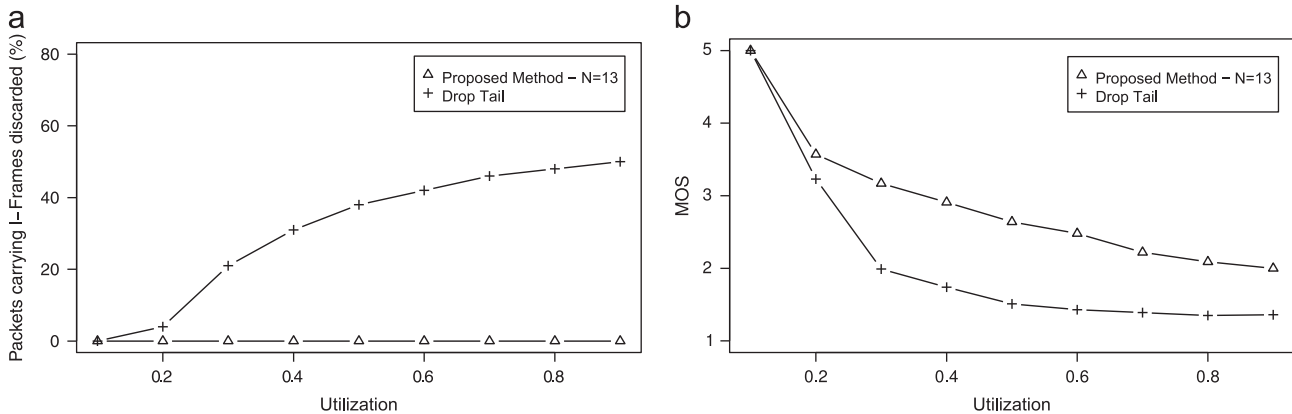 a
Packets carrying I–Frames discarded (%)
80
60
40
20
0
Proposed Method – N=13
Drop Tail
0.2 0.4 0.6 0.8
Utilization
b
MOS
5
4
3
2
1
Proposed Method – N=13
Drop Tail
0.2 0.4 0.6 0.8
Utilization